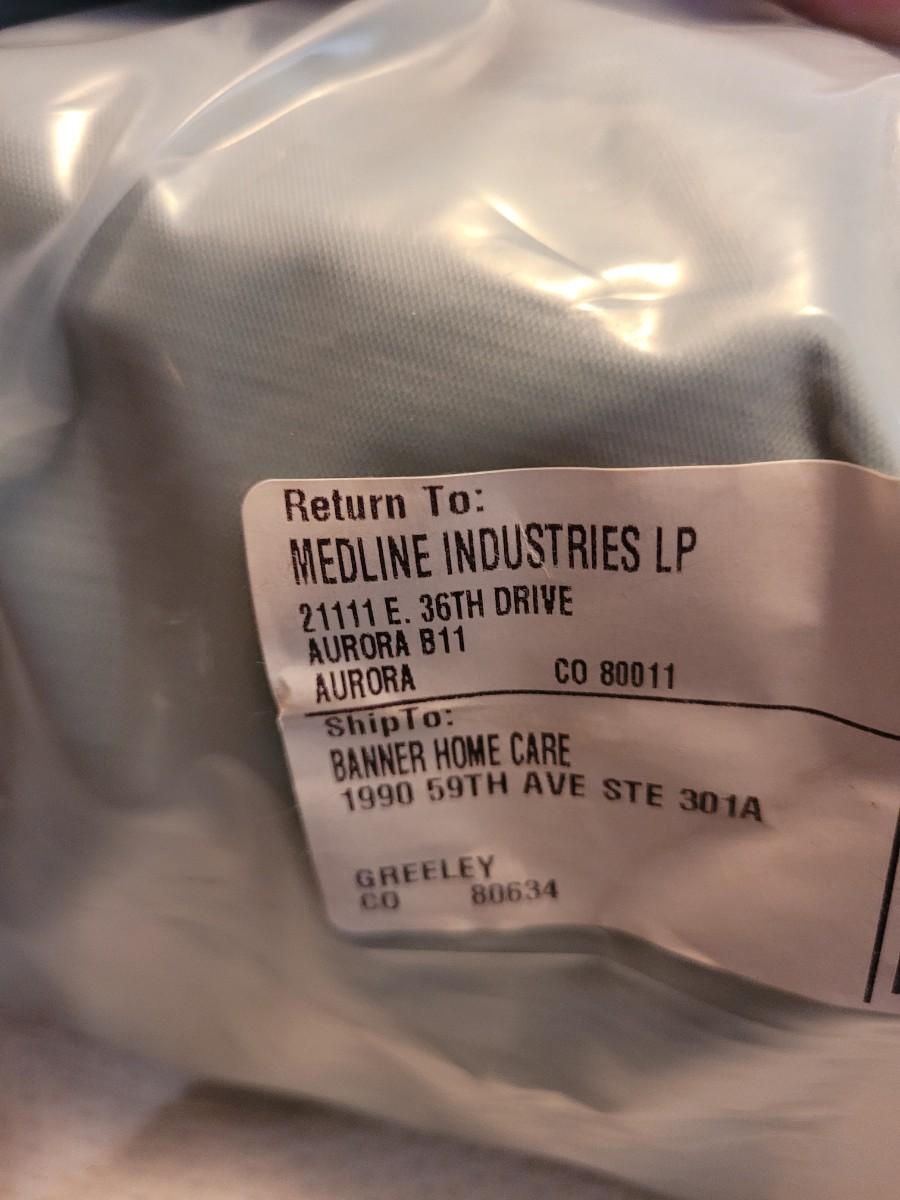 Return To:
MEDLINE INDUSTRIES LP
21111 E. 36TH DRIVE
AURORA B11
AURORA CO 80011
ShipTo:
BANNER HOME CARE
1990 59TH AVE STE 301A
GREELEY
CO 80634